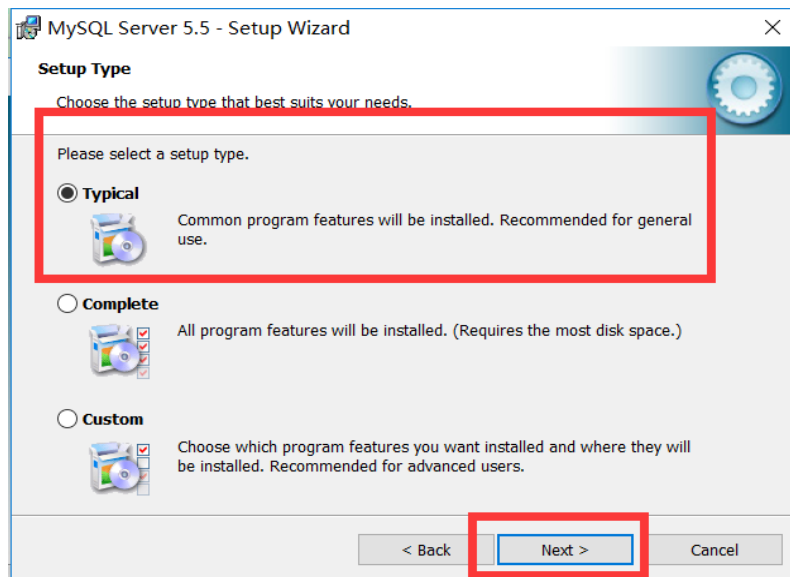 MySQL Server 5.5 - Setup Wizard
Setup Type
Choose the setup type that best suits your needs.
Please select a setup type.
Typical
Common program features will be installed. Recommended for general
use.
Complete
All program features will be installed. (Requires the most disk space.)
Custom
Choose which program features you want installed and where they will
be installed. Recommended for advanced users.
< Back
Next >
Cancel